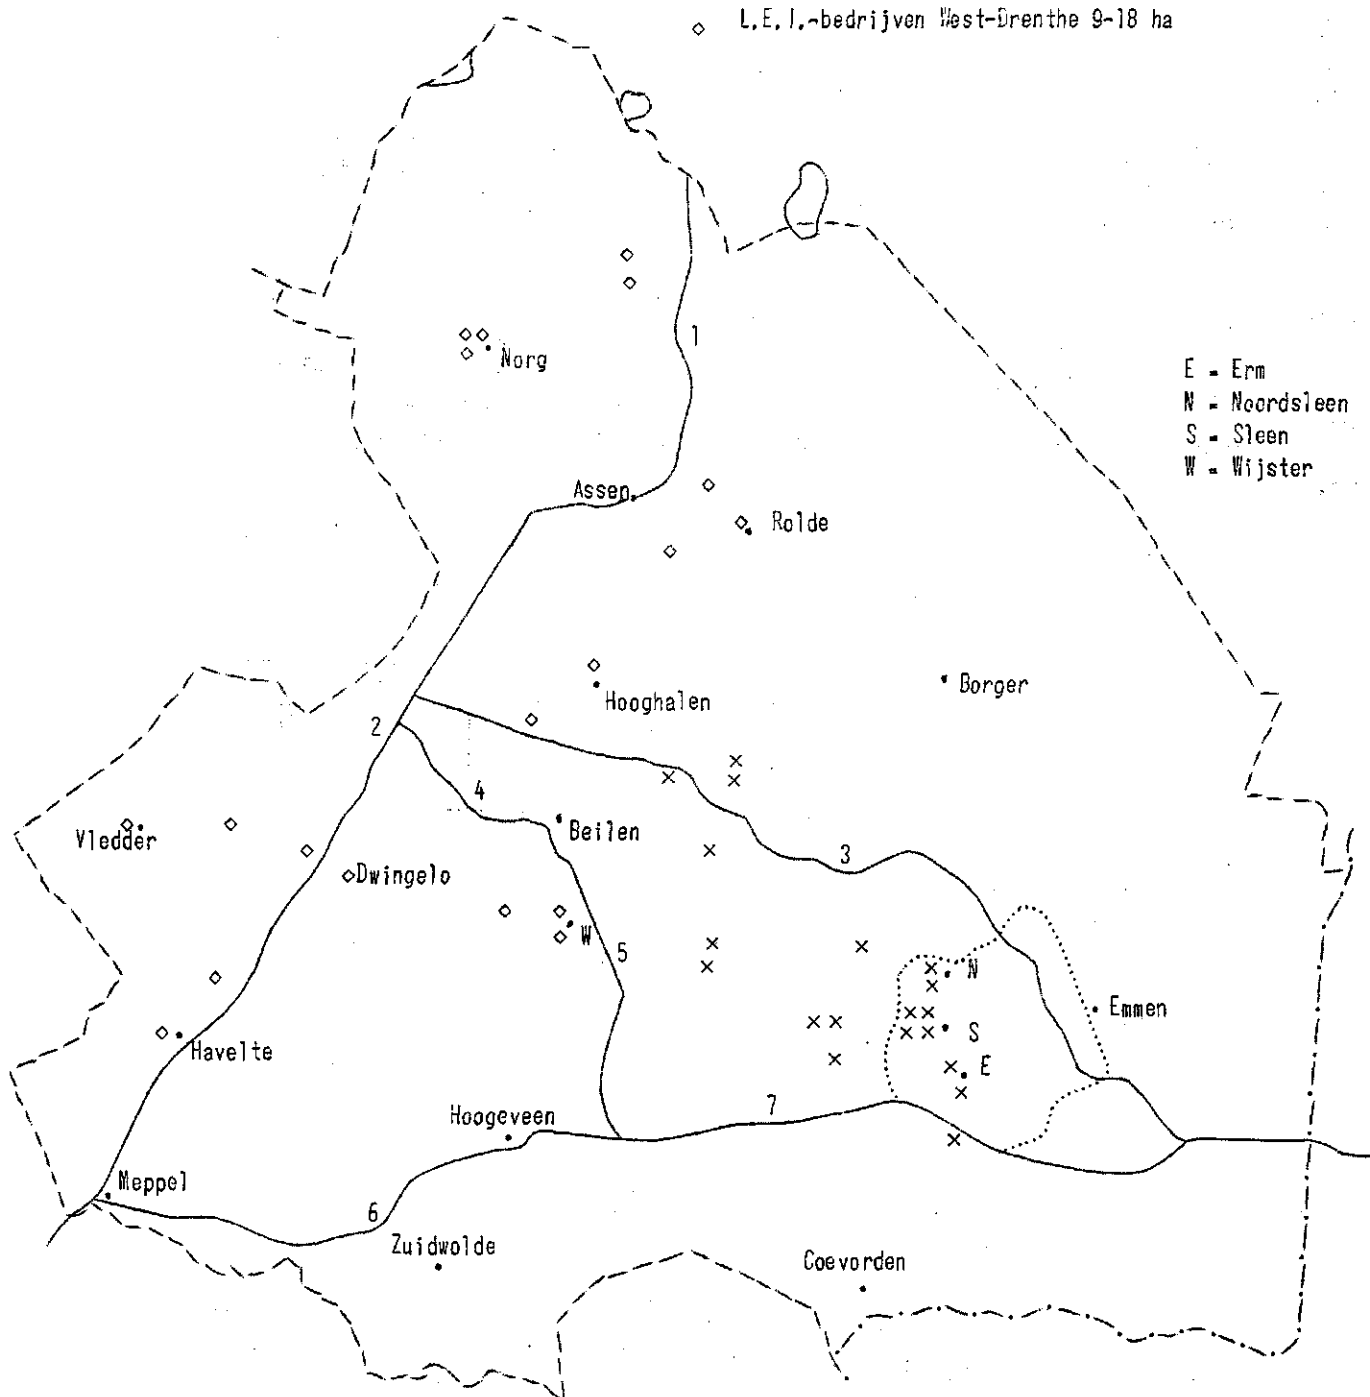 L.E.I.-bedrijven West-Drenthe 9-18 ha
1
Norg
E = Erm
N = Noordsleen
S = Sleen
W = Wijster
Assen
Rolde
Borger
Hooghalen
2
4
Beilen
Vledder
3
Dwingelo
W
5
N
Emmen
S
Havelte
E
7
Hoogeveen
Meppel
6
Zuidwolde
Coevorden